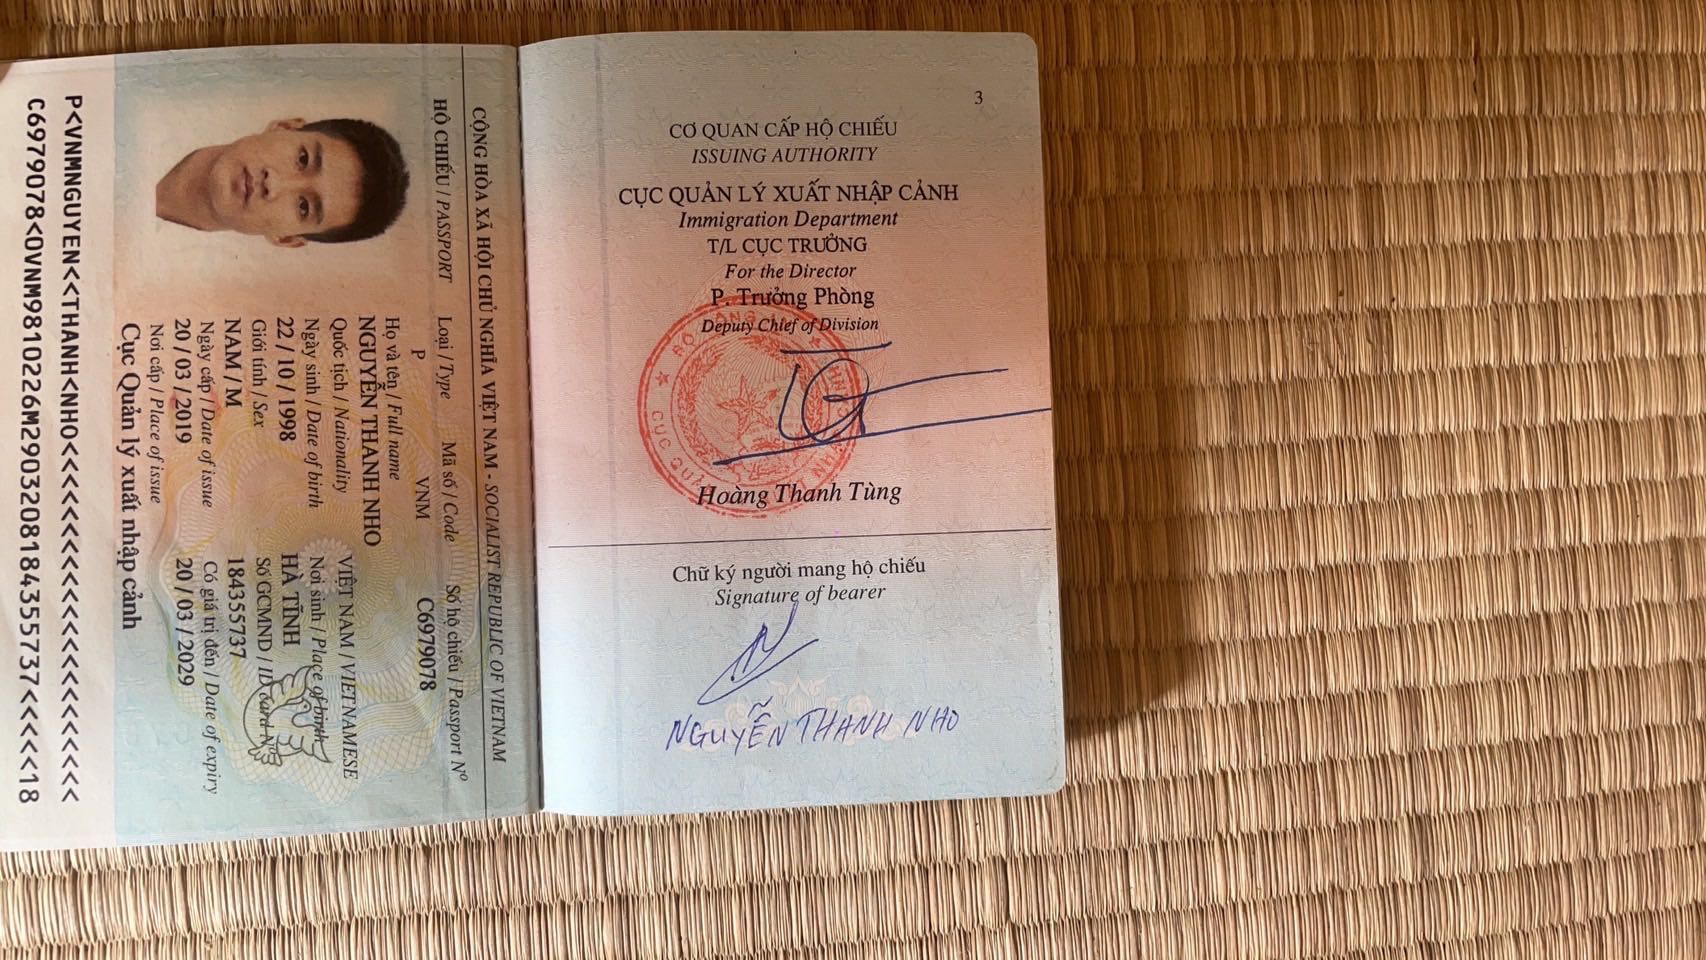 CỘNG HÒA XÃ HỘI CHỦ NGHĨA VIỆT NAM - SOCIALIST REPUBLIC OF VIETNAM
HỘ CHIẾU / PASSPORT
Loại / Type
Mã số / Code
Số hộ chiếu / Passport Nº
P
VNM
C6979078
Họ và tên / Full name
NGUYỄN THANH NHO
Quốc tịch / Nationality
VIỆT NAM / VIETNAMESE
Ngày sinh / Date of birth
Nơi sinh / Place of birth
22 / 10 / 1998
HÀ TĨNH
Giới tính / Sex
Số GCMND / ID card Nº
NAM / M
184355737
Ngày cấp / Date of issue
Có giá trị đến / Date of expiry
20 / 03 / 2019
20 / 03 / 2029
Nơi cấp / Place of issue
Cục Quản lý xuất nhập cảnh
P<VNMNGUYEN<<THANH<NHO<<<<<<<<<<<<<<<<<<<<<<
C6979078<0VNM9810226M2903208184355737<<<<<18
3
CƠ QUAN CẤP HỘ CHIẾU
ISSUING AUTHORITY
CỤC QUẢN LÝ XUẤT NHẬP CẢNH
Immigration Department
T/L CỤC TRƯỞNG
For the Director
P. Trưởng Phòng
Deputy Chief of Division
Hoàng Thanh Tùng
Chữ ký người mang hộ chiếu
Signature of bearer
NGUYỄN THANH NHO